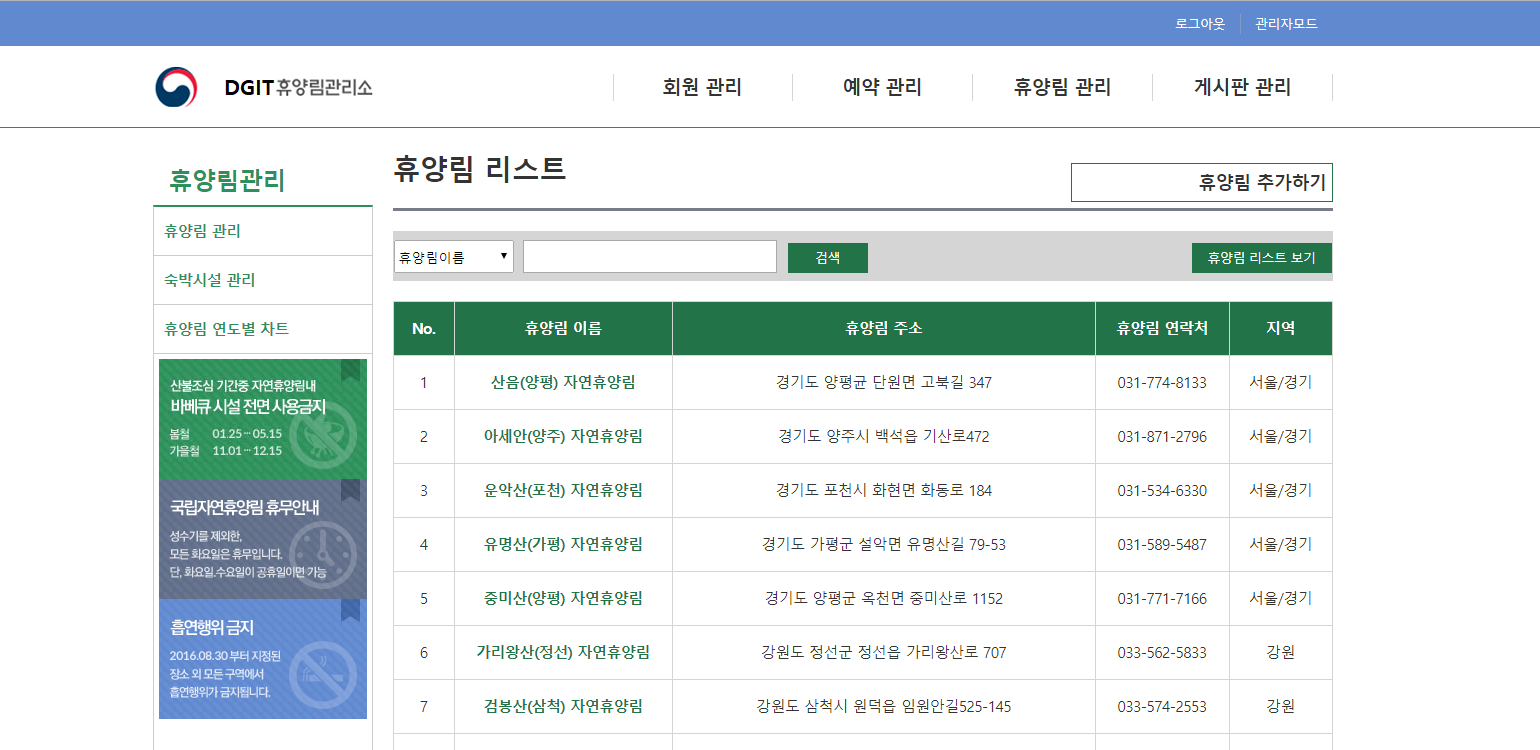 로그아웃 관리자모드
DGIT휴양림관리소 회원 관리 예약 관리 휴양림 관리 게시판 관리
휴양림관리
휴양림 관리
숙박시설 관리
휴양림 연도별 차트
산불조심 기간중 자연휴양림내
바베큐 시설 전면 사용금지
봄철 01.25 ··· 05.15
가을철 11.01 ··· 12.15
국립자연휴양림 휴무안내
성수기를 제외한,
모든 화요일은 휴무입니다.
단, 화요일.수요일이 공휴일이면 가능
흡연행위 금지
2016.08.30 부터 지정된
장소 외 모든 구역에서
흡연행위가 금지됩니다.
휴양림 리스트
휴양림 추가하기
휴양림이름 검색 휴양림 리스트 보기
No. 휴양림 이름 휴양림 주소 휴양림 연락처 지역
1 산음(양평) 자연휴양림 경기도 양평균 단원면 고북길 347 031-774-8133 서울/경기
2 아세안(양주) 자연휴양림 경기도 양주시 백석읍 기산로472 031-871-2796 서울/경기
3 운악산(포천) 자연휴양림 경기도 포천시 화현면 화동로 184 031-534-6330 서울/경기
4 유명산(가평) 자연휴양림 경기도 가평군 설악면 유명산길 79-53 031-589-5487 서울/경기
5 중미산(양평) 자연휴양림 경기도 양평군 옥천면 중미산로 1152 031-771-7166 서울/경기
6 가리왕산(정선) 자연휴양림 강원도 정선군 정선읍 가리왕산로 707 033-562-5833 강원
7 검봉산(삼척) 자연휴양림 강원도 삼척시 원덕읍 임원안길525-145 033-574-2553 강원